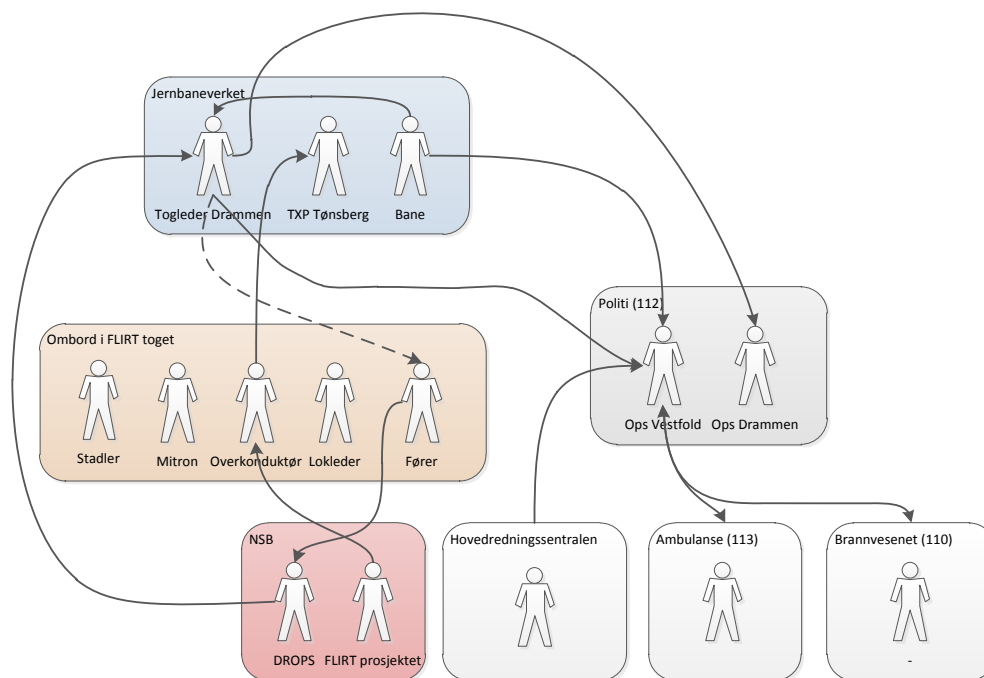 Jernbaneverket
Togleder Drammen
TXP Tønsberg
Bane
Politi (112)
Ops Vestfold
Ops Drammen
Ombord i FLIRT toget
Stadler
Mitron
Overkonduktør
Lokleder
Fører
NSB
DROPS
FLIRT prosjektet
Hovedredningssentralen
Ambulanse (113)
Brannvesenet (110)
-